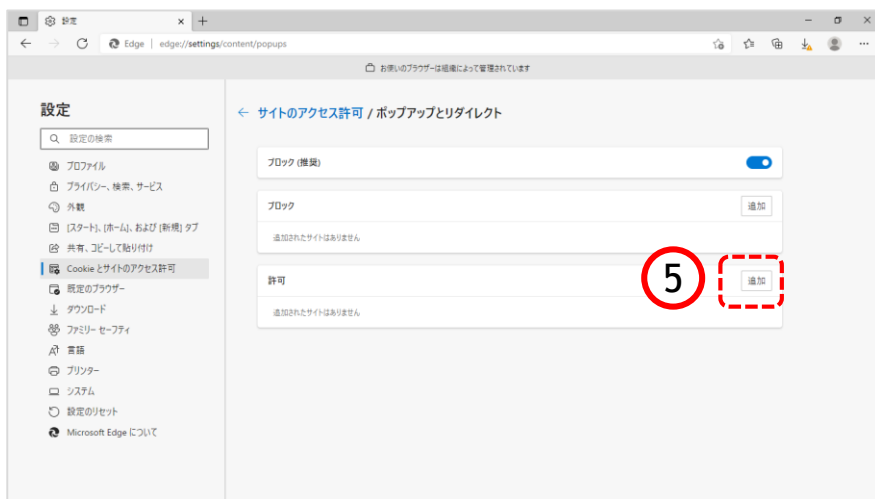 設定
Edge | edge://settings/content/popups
お使いのブラウザーは組織によって管理されています
設定
← サイトのアクセス許可 / ポップアップとリダイレクト
設定の検索
ブロック (推奨)
プロファイル
プライバシー、検索、サービス
外観
ブロック
追加
[スタート]、[ホーム]、および [新規] タブ
追加されたサイトはありません
共有、コピーして貼り付け
Cookie とサイトのアクセス許可
許可
5
追加
既定のブラウザー
ダウンロード
追加されたサイトはありません
ファミリー セーフティ
言語
プリンター
システム
設定のリセット
Microsoft Edge について